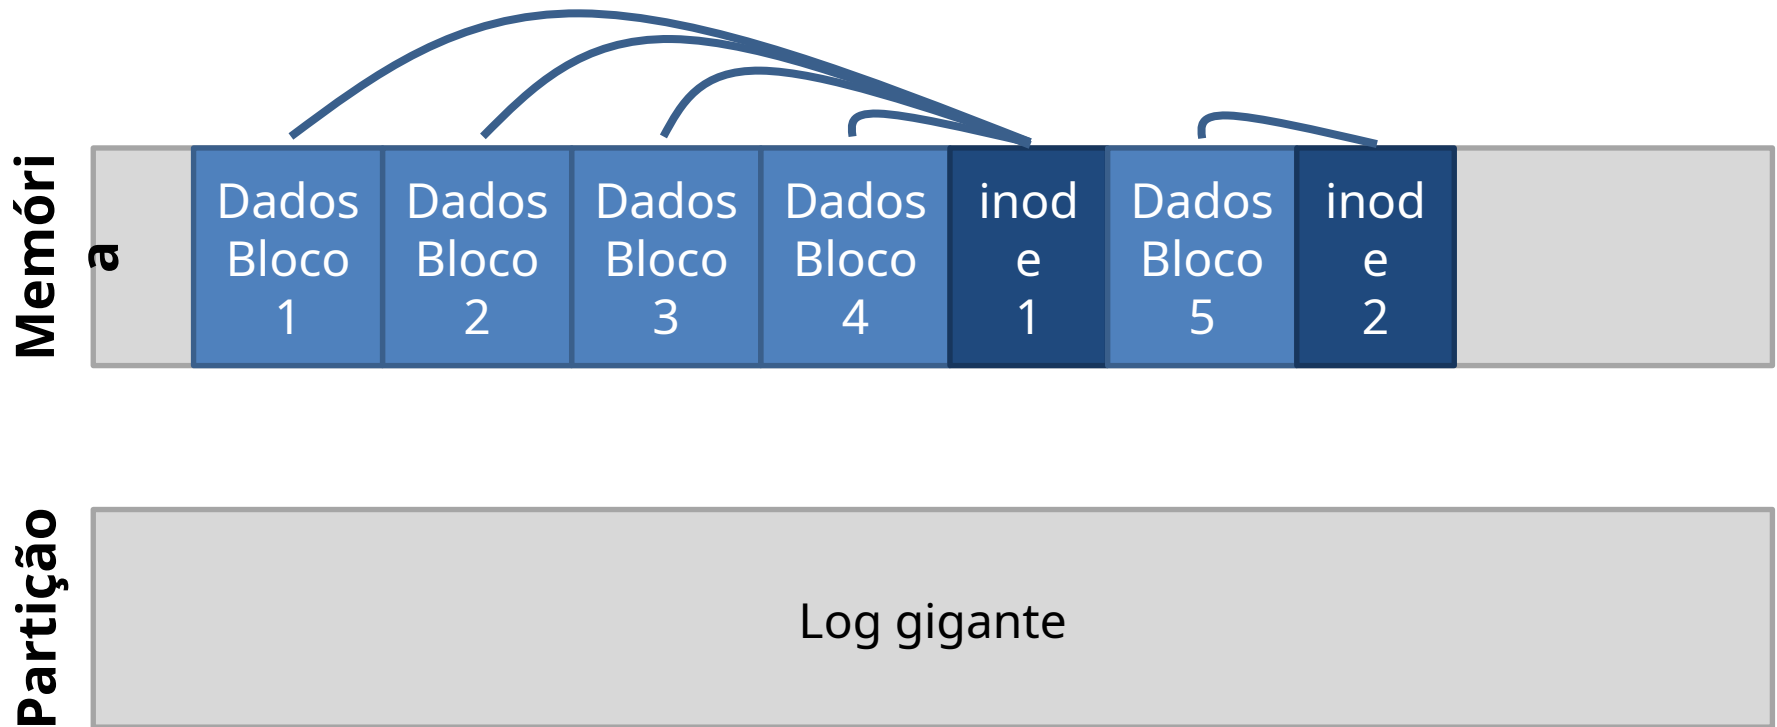 Memóri
a
Dados
Bloco
1
Dados
Bloco
2
Dados
Bloco
3
Dados
Bloco
4
inod
e
1
Dados
Bloco
5
inod
e
2
Partição
Log gigante